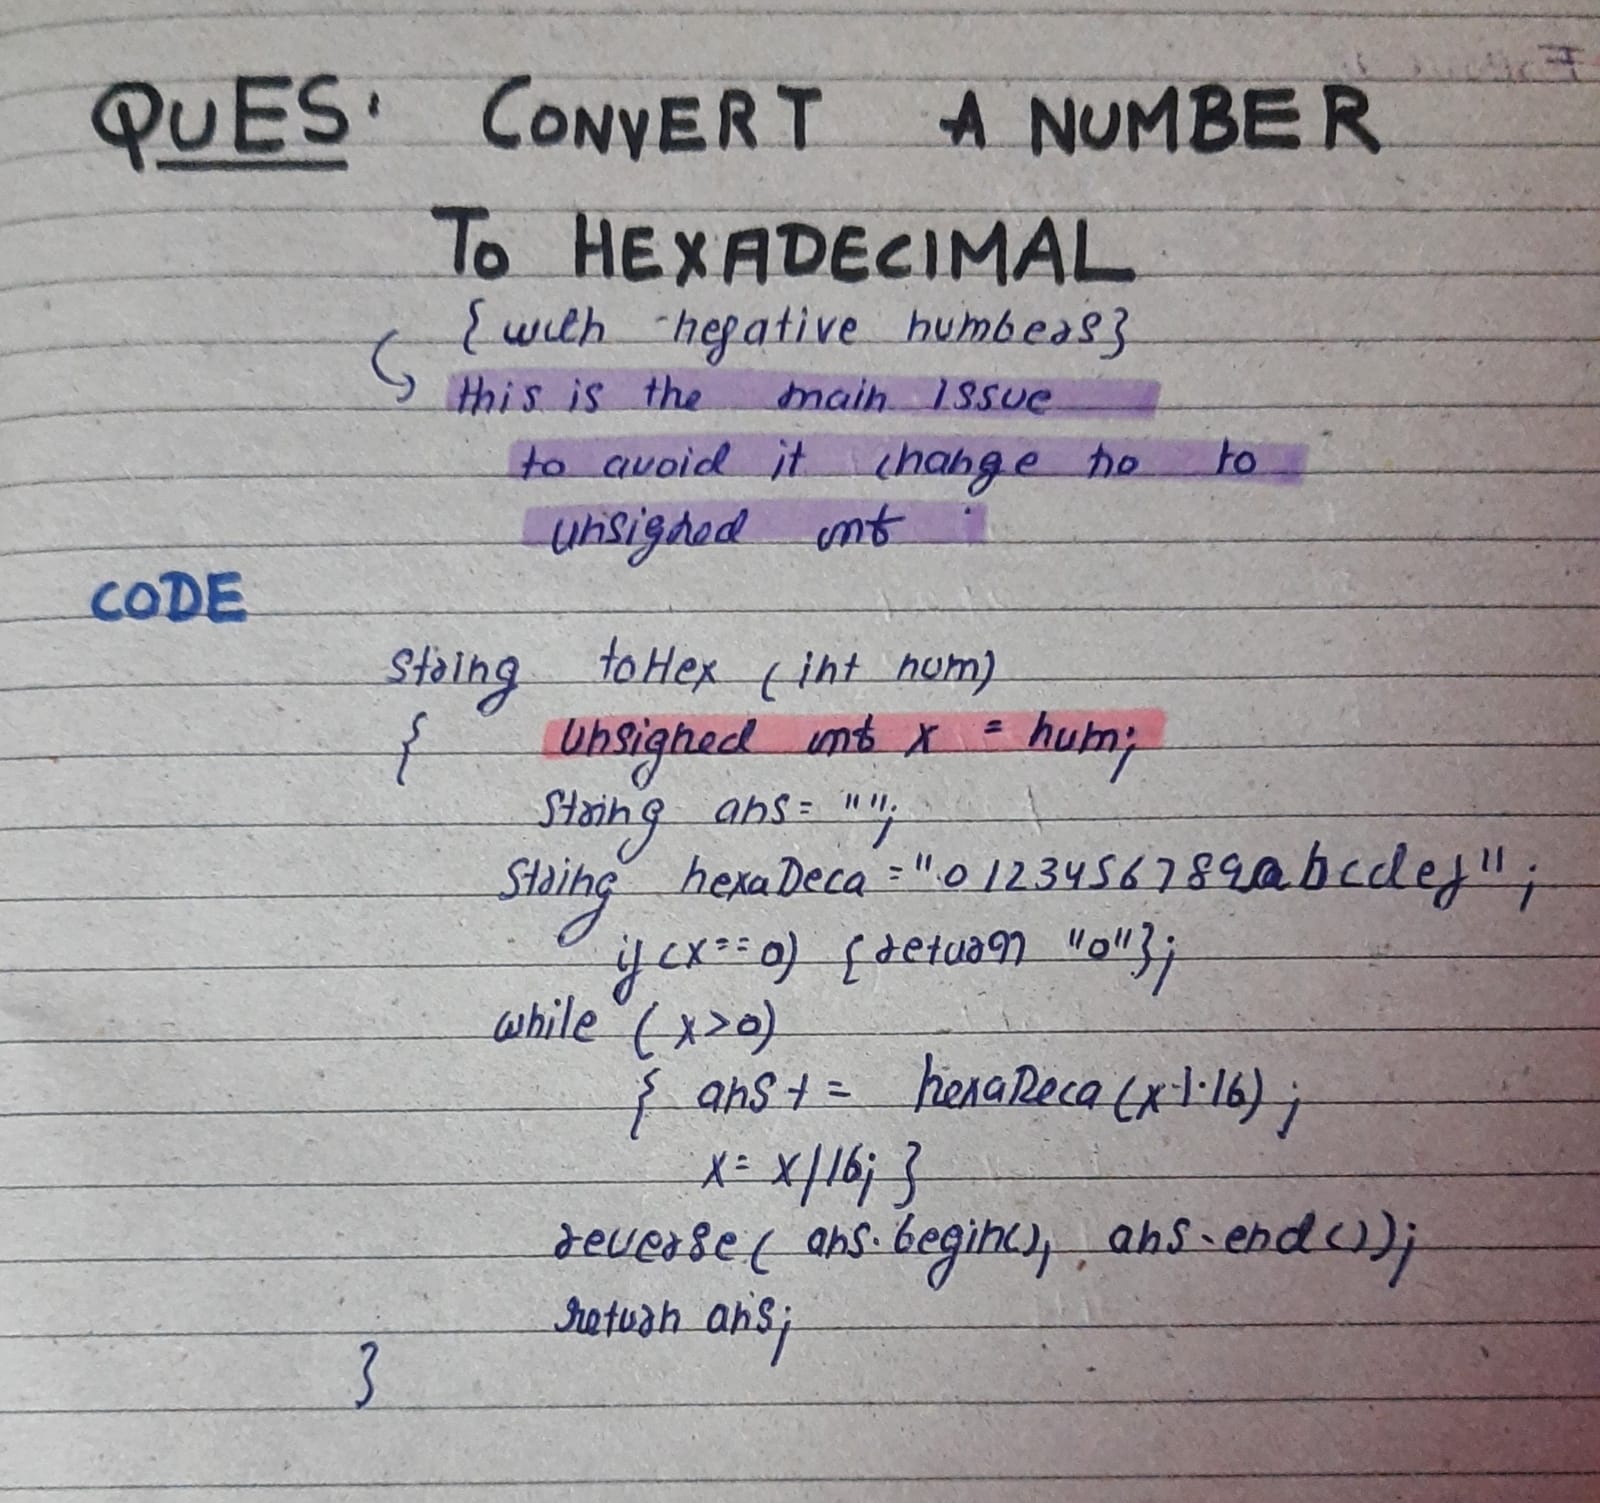 QUES. CONVERT A NUMBER
TO HEXADECIMAL
{with negative numbers}
this is the main issue
to avoid it change no to
unsigned int
CODE
string toHex (int num)
{ unsigned int x = num;
string ans = "";
string hexaDeca = "0123456789abcdef";
if (x==0) {return "0"};
while (x>0)
{ ans += hexaDeca (x%16);
x = x/16; }
reverse( ans.begin(), ans.end());
return ans;
}